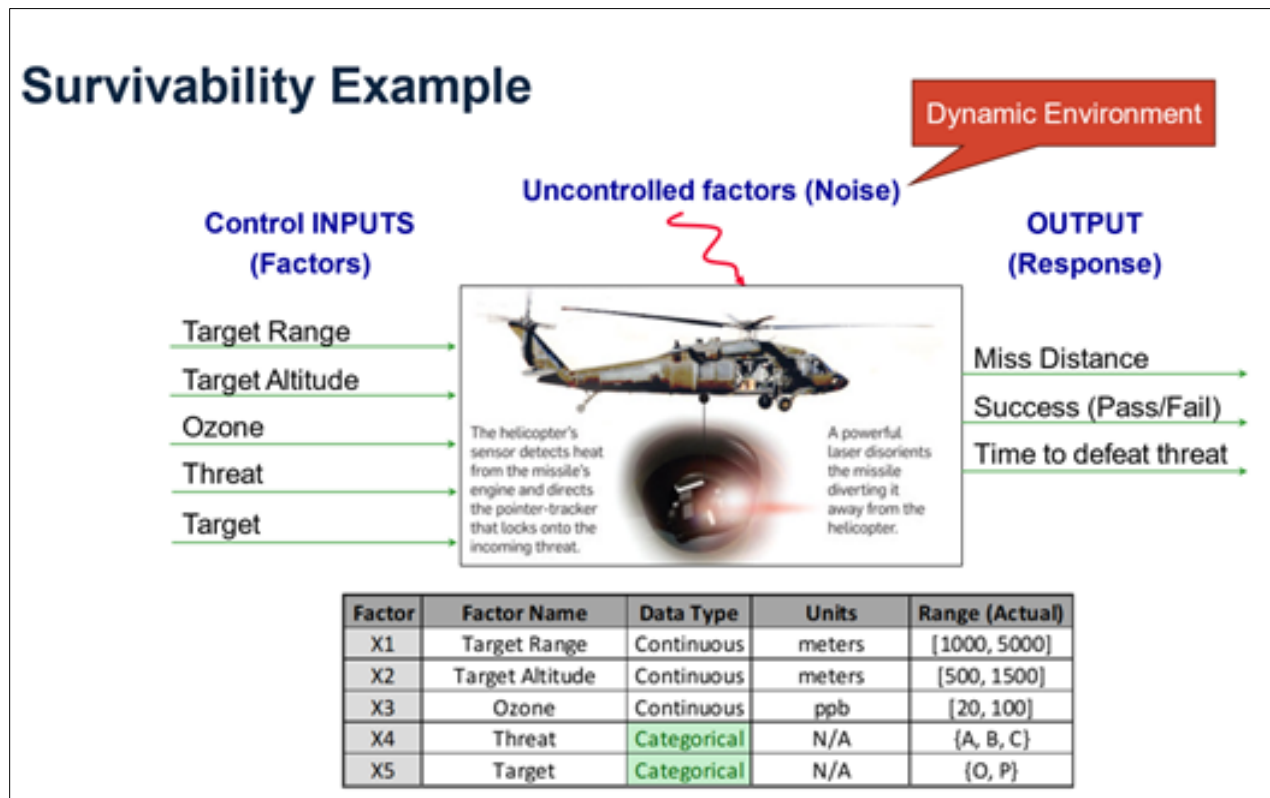 Survivability Example
Dynamic Environment
Uncontrolled factors (Noise)
Control INPUTS
(Factors)
OUTPUT
(Response)
Target Range
Target Altitude
Ozone
Threat
Target
The helicopter's
sensor detects heat
from the missile's
engine and directs
the pointer-tracker
that locks onto the
incoming threat.
A powerful
laser disorients
the missile
diverting it
away from the
helicopter.
Miss Distance
Success (Pass/Fail)
Time to defeat threat
Factor Factor Name Data Type Units Range (Actual)
X1 Target Range Continuous meters [1000, 5000]
X2 Target Altitude Continuous meters [500, 1500]
X3 Ozone Continuous ppb [20, 100]
X4 Threat Categorical N/A {A, B, C}
X5 Target Categorical N/A {O, P}